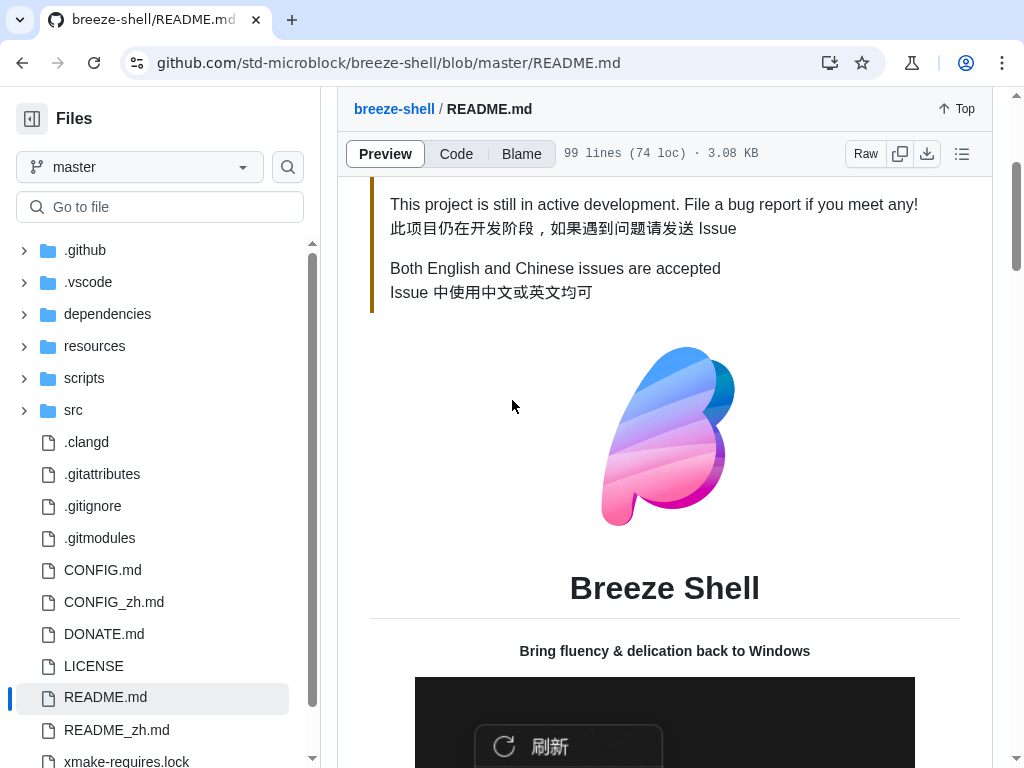 breeze-shell/README.md
github.com/std-microblock/breeze-shell/blob/master/README.md
Files
master
Go to file
.github
.vscode
dependencies
resources
scripts
src
.clangd
.gitattributes
.gitignore
.gitmodules
CONFIG.md
CONFIG_zh.md
DONATE.md
LICENSE
README.md
README_zh.md
xmake-requires.lock
breeze-shell / README.md
Top
Preview
Code
Blame
99 lines (74 loc) · 3.08 KB
Raw
This project is still in active development. File a bug report if you meet any!
此项目仍在开发阶段，如果遇到问题请发送 Issue
Both English and Chinese issues are accepted
Issue 中使用中文或英文均可
Breeze Shell
Bring fluency & delication back to Windows
刷新